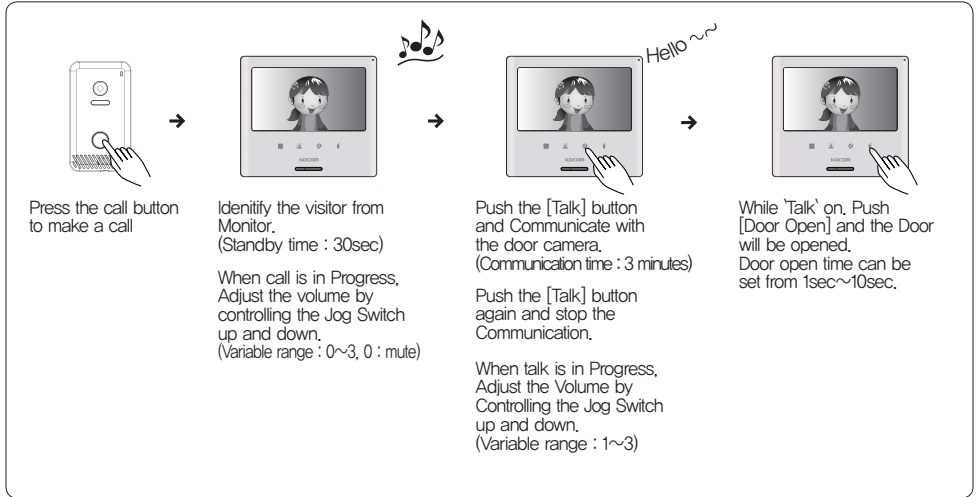 Hello ~~
KOCOM
KOCOM
KOCOM
Press the call button
to make a call
Idenitify the visitor from
Monitor.
(Standby time : 30sec)
When call is in Progress,
Adjust the volume by
controlling the Jog Switch
up and down.
(Variable range : 0~3, 0 : mute)
Push the [Talk] button
and Communicate with
the door camera.
(Communication time : 3 minutes)
Push the [Talk] button
again and stop the
Communication.
When talk is in Progress,
Adjust the Volume by
Controlling the Jog Switch
up and down.
(Variable range : 1~3)
While `Talk` on. Push
[Door Open] and the Door
will be opened.
Door open time can be
set from 1sec~10sec.